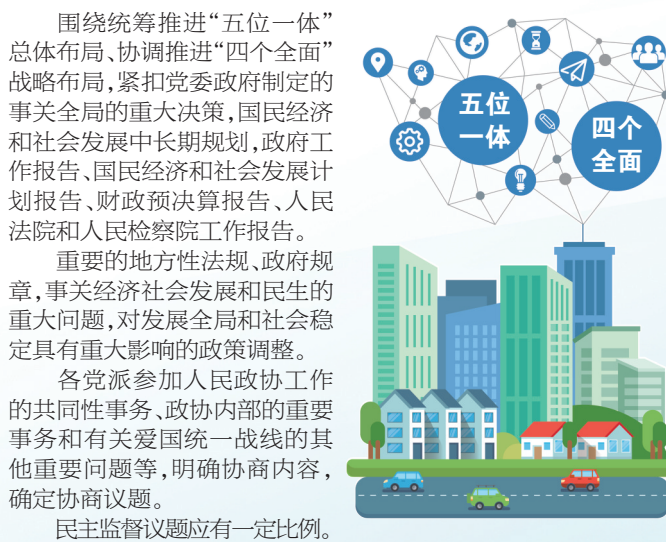 围绕统筹推进“五位一体”
总体布局、协调推进“四个全面”
战略布局,紧扣党委政府制定的
事关全局的重大决策,国民经济
和社会发展中长期规划,政府工
作报告、国民经济和社会发展计
划报告、财政预决算报告、人民
法院和人民检察院工作报告。
重要的地方性法规、政府规
章,事关经济社会发展和民生的
重大问题,对发展全局和社会稳
定具有重大影响的政策调整。
各党派参加人民政协工作
的共同性事务、政协内部的重要
事务和有关爱国统一战线的其
他重要问题等,明确协商内容,
确定协商议题。
民主监督议题应有一定比例。
五位
一体
四个
全面